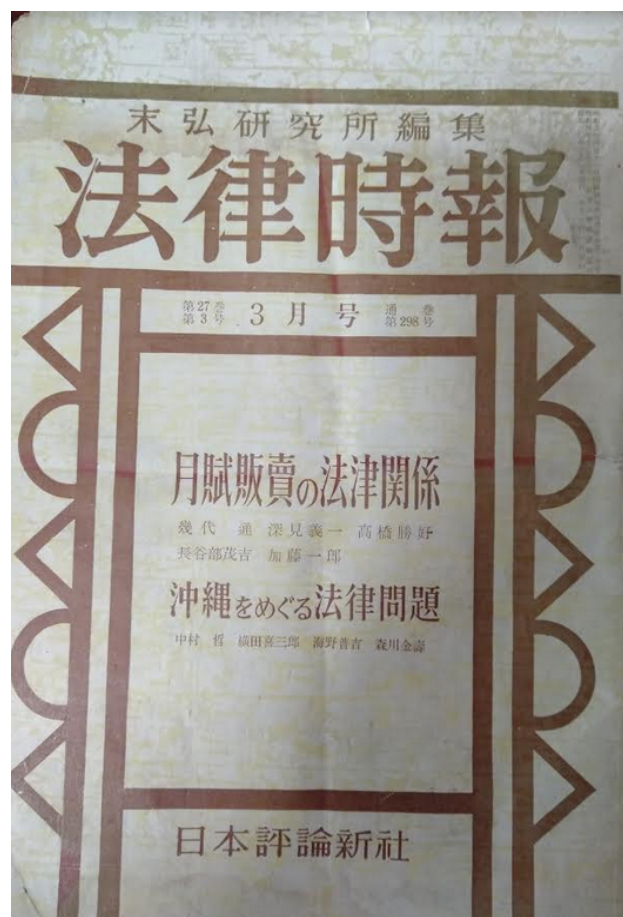 末弘研究所編集
法律時報
第27巻 第3号 3月号 通巻 第298号
月賦販賣の法律関係
幾代 通 深見義一 高橋勝好
長谷部茂吉 加藤一郎
沖縄をめぐる法律問題
中村 哲 横田喜三郎 海野普吉 森川金壽
日本評論新社